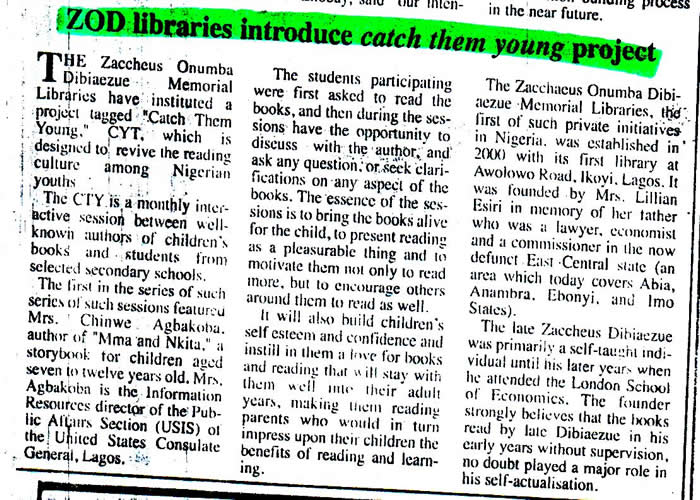 said "our inten-
funding process
in the near future.
ZOD libraries introduce catch them young project
THE Zaccheus Onumba
Dibiaezue Memorial
Libraries have instituted a
project tagged "Catch Them
Young," CYT, which is
designed to revive the reading
culture among Nigerian
youths
The CTY is a monthly inter-
active session between well-
known authors of children's
books and students from
selected secondary schools.
The first in the series of such
series of such sessions featured
Mrs. Chinwe Agbakoba,
author of "Mma and Nkita," a
storybook for children aged
seven to twelve years old. Mrs.
Agbakoba is the Information
Resources director of the Pub-
lic Affairs Section (USIS) of
the United States Consulate
General, Lagos.
The students participating
were first asked to read the
books, and then during the ses-
sions have the opportunity to
discuss with the author, and
ask any question, or seek clari-
fications on any aspect of the
books. The essence of the ses-
sions is to bring the books alive
for the child, to present reading
as a pleasurable thing and to
motivate them not only to read
more, but to encourage others
around them to read as well.
It will also build children's
self esteem and confidence and
instill in them a love for books
and reading that will stay with
them well into their adult
years, making them reading
parents who would in turn
impress upon their children the
benefits of reading and learn-
ing.
The Zacchaeus Onumba Dibi-
aezue Memorial Libraries, the
first of such private initiatives
in Nigeria, was established in
2000 with its first library at
Awolowo Road, Ikoyi, Lagos. It
was founded by Mrs. Lillian
Esiri in memory of her father
who was a lawyer, economist
and a commissioner in the now
defunct East Central state (an
area which today covers Abia,
Anambra, Ebonyi, and Imo
States).
The late Zaccheus Dibiaezue
was primarily a self-taught indi-
vidual until his later years when
he attended the London School
of Economics. The founder
strongly believes that the books
read by late Dibiaezue in his
early years without supervision,
no doubt played a major role in
his self-actualisation.